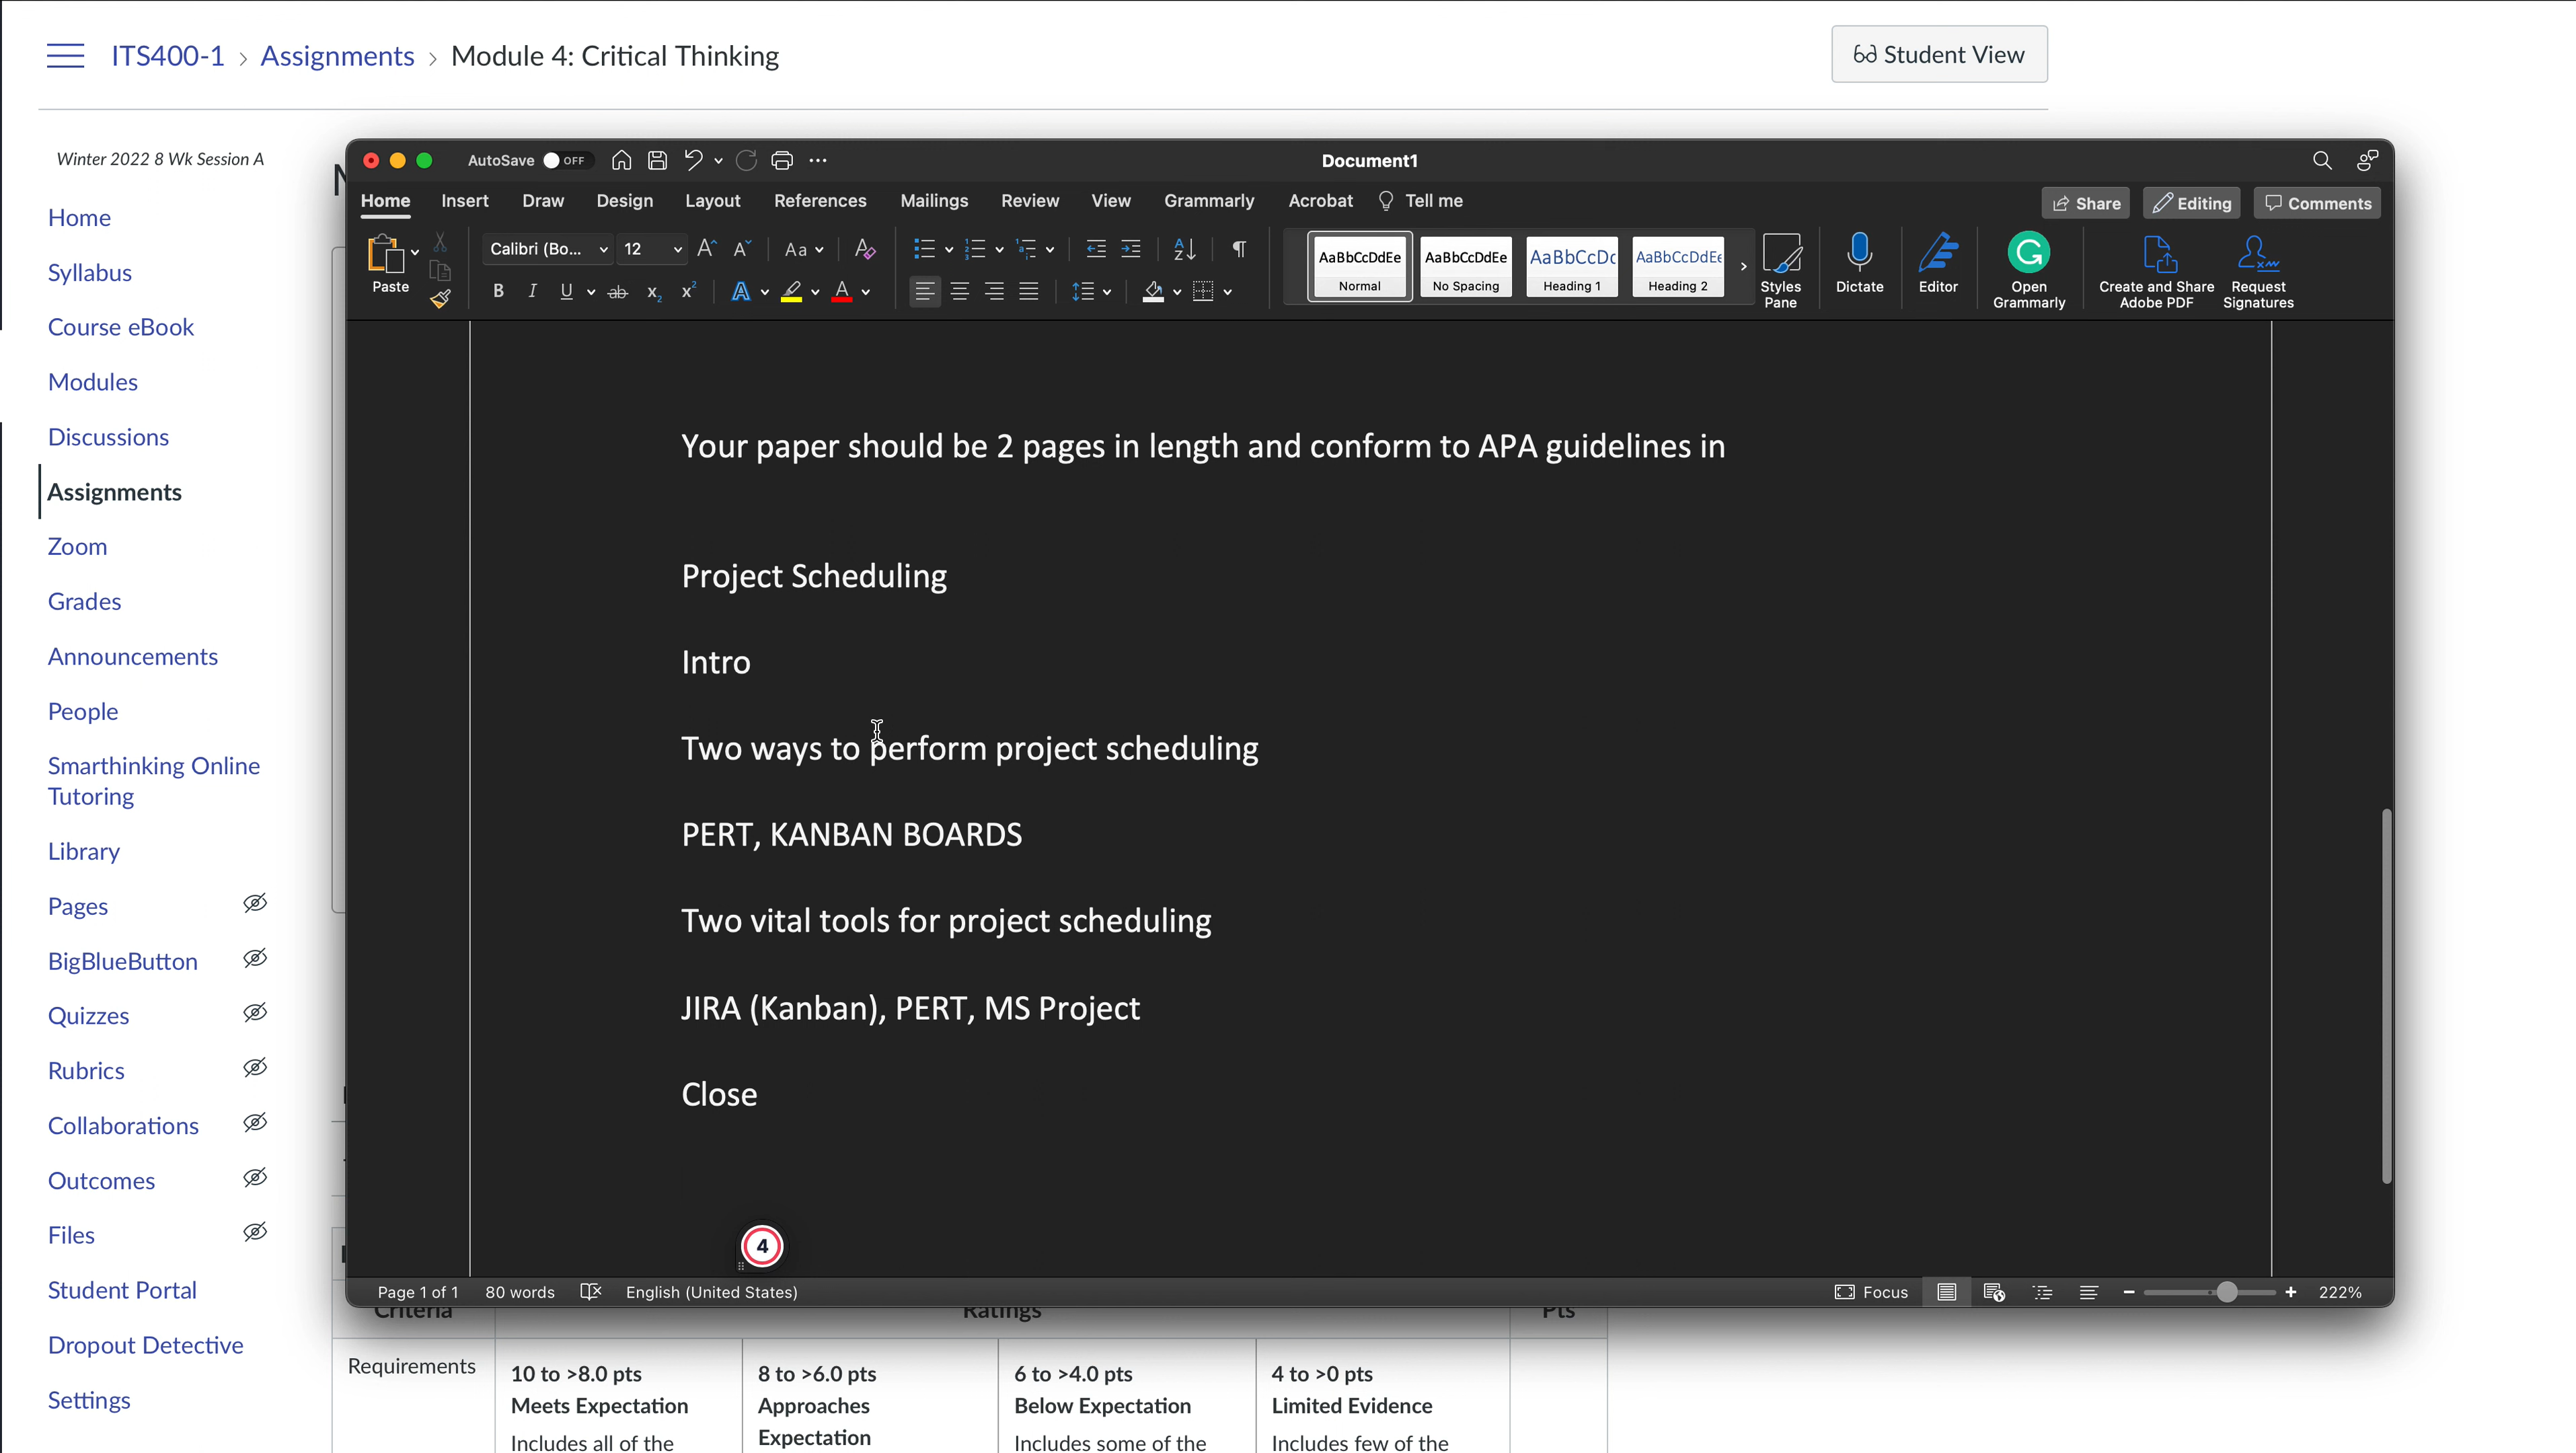 ITS400-1 › Assignments › Module 4: Critical Thinking
Student View
Winter 2022 8 Wk Session A
Home
Syllabus
Course eBook
Modules
Discussions
Assignments
Zoom
Grades
Announcements
People
Smarthinking Online
Tutoring
Library
Pages
BigBlueButton
Quizzes
Rubrics
Collaborations
Outcomes
Files
Student Portal
Dropout Detective
Settings
AutoSave OFF
Document1
Home Insert Draw Design Layout References Mailings Review View Grammarly Acrobat Tell me
Share Editing Comments
Paste
Calibri (Bo... 12
AaBbCcDdEe
Normal
AaBbCcDdEe
No Spacing
Heading 1
Heading 2
Styles
Pane
Dictate
Editor
Open
Grammarly
Create and Share
Adobe PDF
Request
Signatures
Your paper should be 2 pages in length and conform to APA guidelines in
Project Scheduling
Intro
Two ways to perform project scheduling
PERT, KANBAN BOARDS
Two vital tools for project scheduling
JIRA (Kanban), PERT, MS Project
Close
4
Page 1 of 1 80 words English (United States) Focus 222%
Criteria Ratings Pts
Requirements
10 to >8.0 pts
Meets Expectation
Includes all of the
8 to >6.0 pts
Approaches
Expectation
6 to >4.0 pts
Below Expectation
Includes some of the
4 to >0 pts
Limited Evidence
Includes few of the